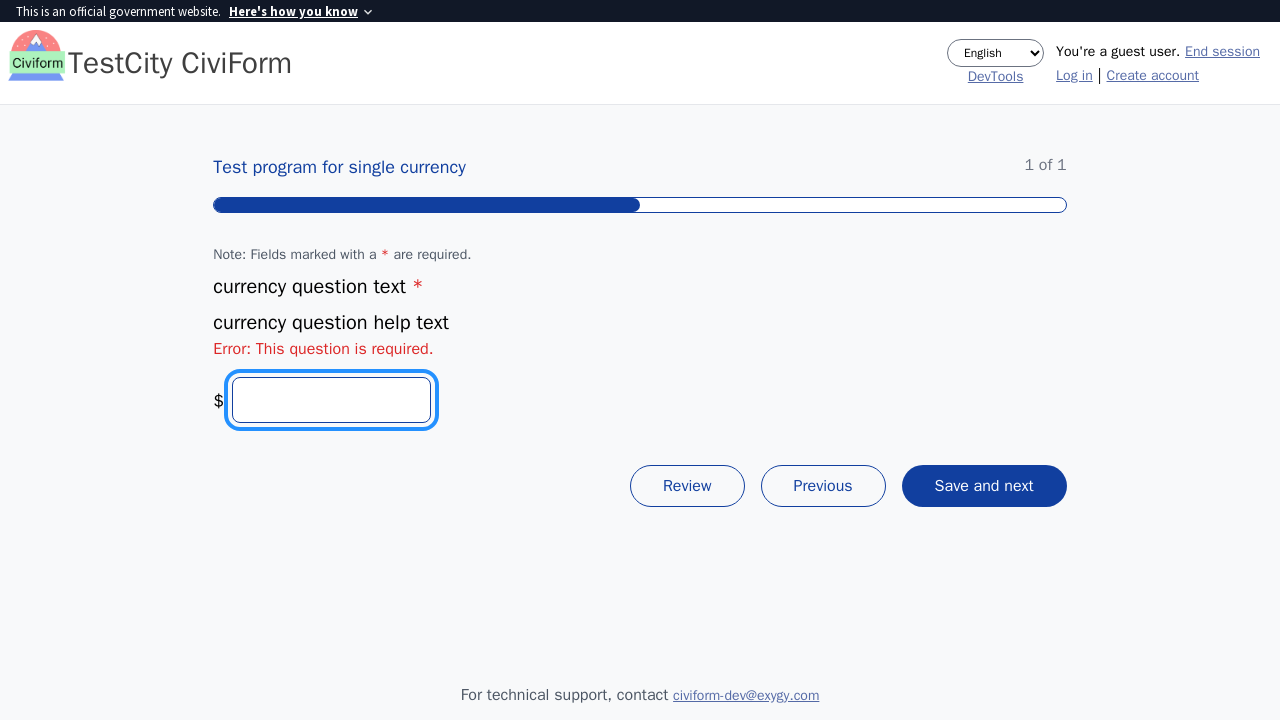 This is an official government website. Here's how you know
Civiform
TestCity CiviForm
English
DevTools
You're a guest user. End session
Log in | Create account
Test program for single currency
1 of 1
Note: Fields marked with a * are required.
currency question text *
currency question help text
Error: This question is required.
$
Review
Previous
Save and next
For technical support, contact civiform-dev@exygy.com